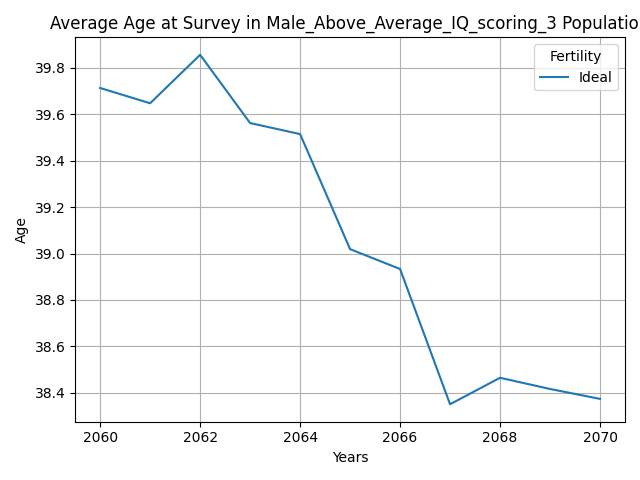 Average Age at Survey in Male_Above_Average_IQ_scoring_3 Populatio
Fertility
Ideal
39.8
39.6
39.4
39.2
39.0
38.8
38.6
38.4
Age
2060 2062 2064 2066 2068 2070
Years